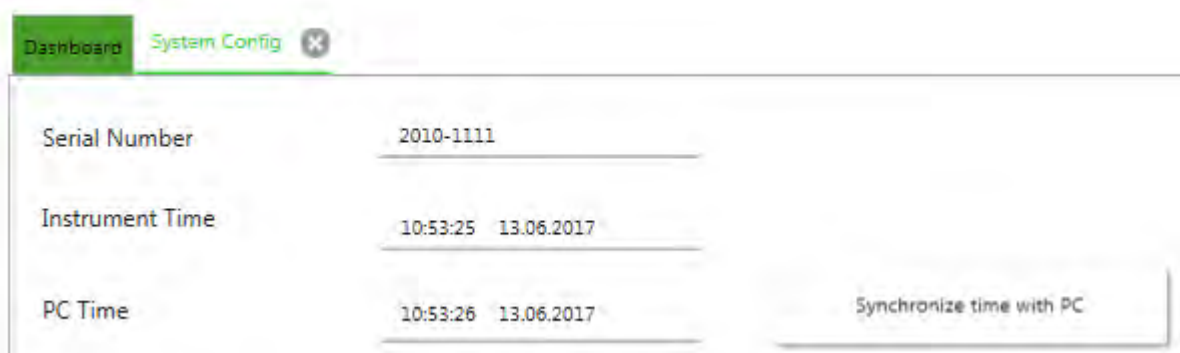 Dashboard System Config
Serial Number 2010-1111
Instrument Time 10:53:25 13.06.2017
PC Time 10:53:26 13.06.2017 Synchronize time with PC